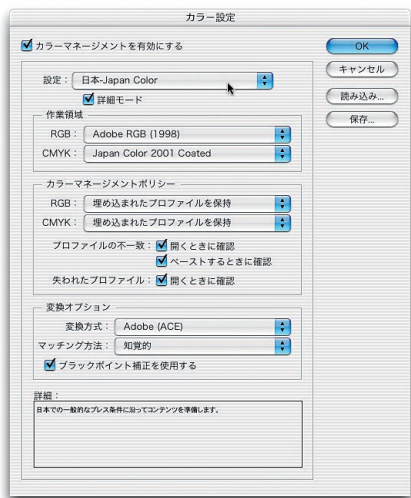 カラー設定
カラーマネージメントを有効にする
設定： 日本-Japan Color
詳細モード
作業領域
RGB： Adobe RGB (1998)
CMYK： Japan Color 2001 Coated
カラーマネージメントポリシー
RGB： 埋め込まれたプロファイルを保持
CMYK： 埋め込まれたプロファイルを保持
プロファイルの不一致： 開くときに確認
ペーストするときに確認
失われたプロファイル： 開くときに確認
変換オプション
変換方式： Adobe (ACE)
マッチング方法： 知覚的
ブラックポイント補正を使用する
詳細：
日本での一般的なプレス条件に沿ってコンテンツを準備します。
OK
キャンセル
読み込み...
保存...